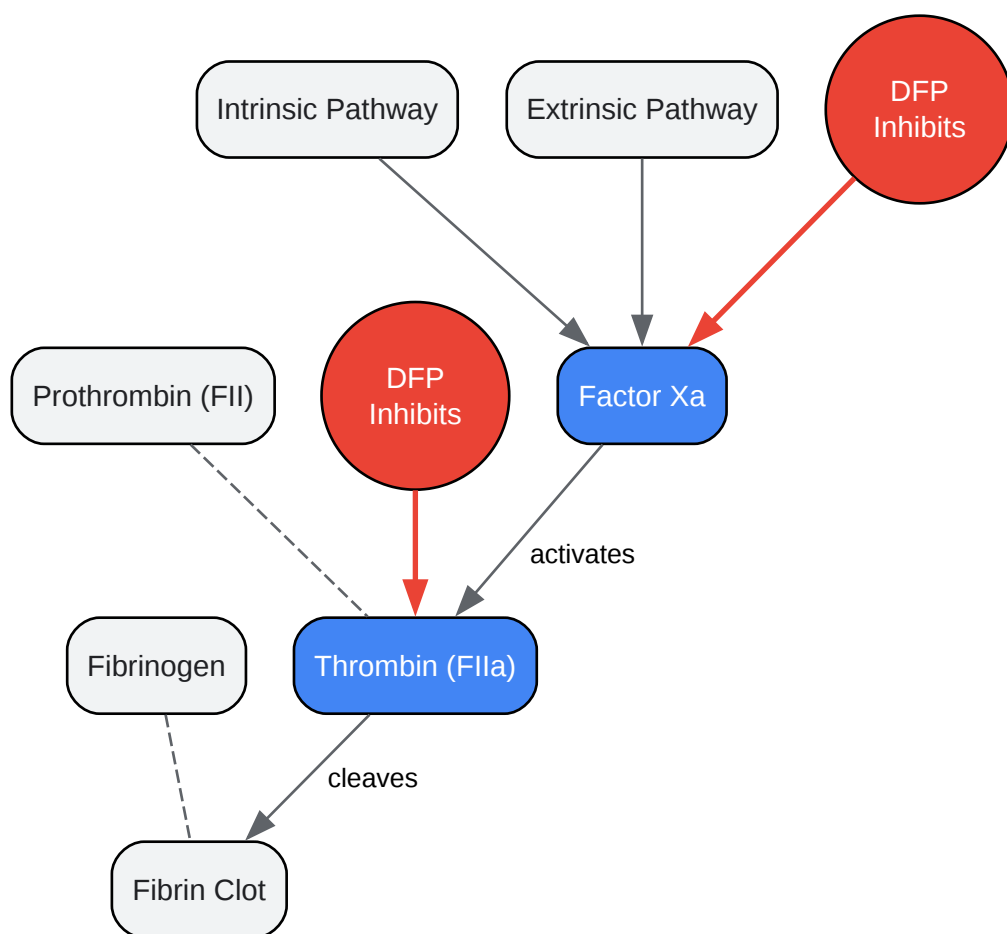 Intrinsic Pathway
Extrinsic Pathway
DFP
Inhibits
Prothrombin (FII)
DFP
Inhibits
Factor Xa
activates
Fibrinogen
Thrombin (FIIa)
cleaves
Fibrin Clot